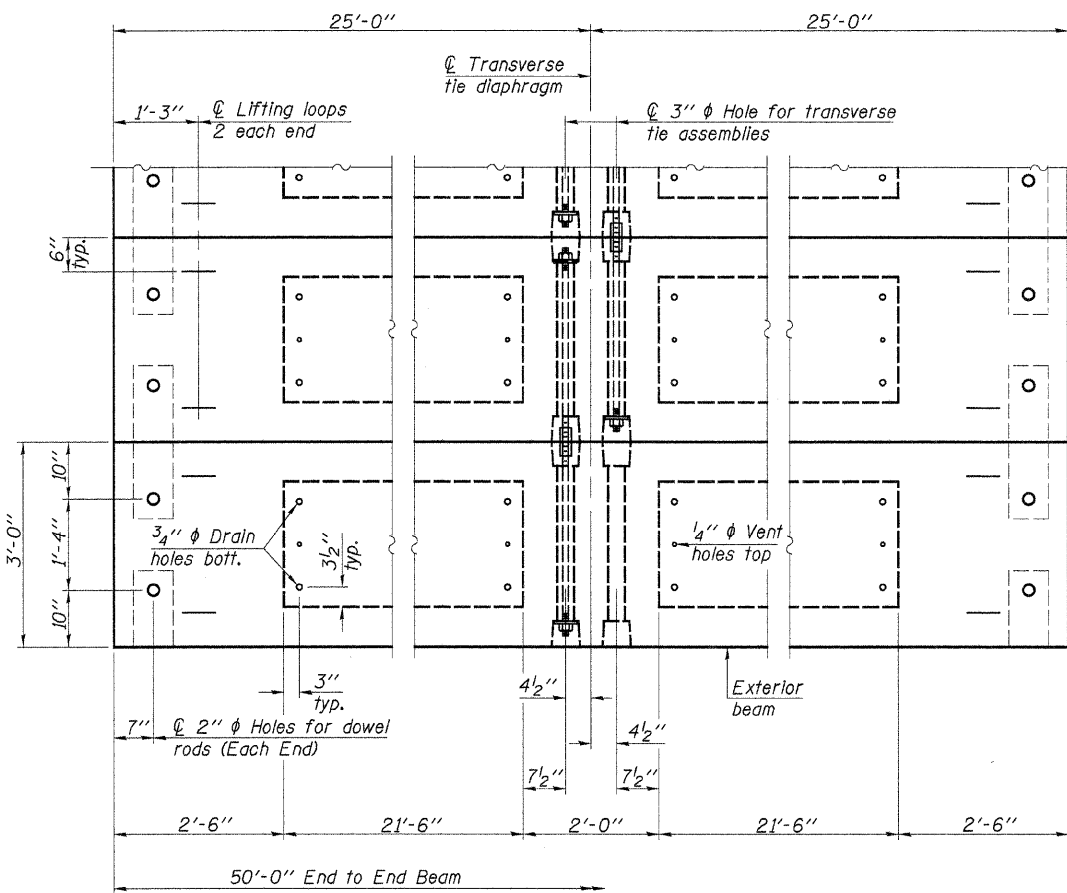 25'-0"
25'-0"
℄ Transverse
tie diaphragm
1'-3"
℄ Lifting loops
2 each end
℄ 3" ϕ Hole for transverse
tie assemblies
6"
typ.
3'-0"
10"
1'-4"
10"
3/4" ϕ Drain
holes bott.
3 1/2"
typ.
1/4" ϕ Vent
holes top
3"
typ.
4 1/2"
Exterior
beam
7"
℄ 2" ϕ Holes for dowel
rods (Each End)
4 1/2"
7 1/2"
7 1/2"
2'-6"
21'-6"
2'-0"
21'-6"
2'-6"
50'-0" End to End Beam